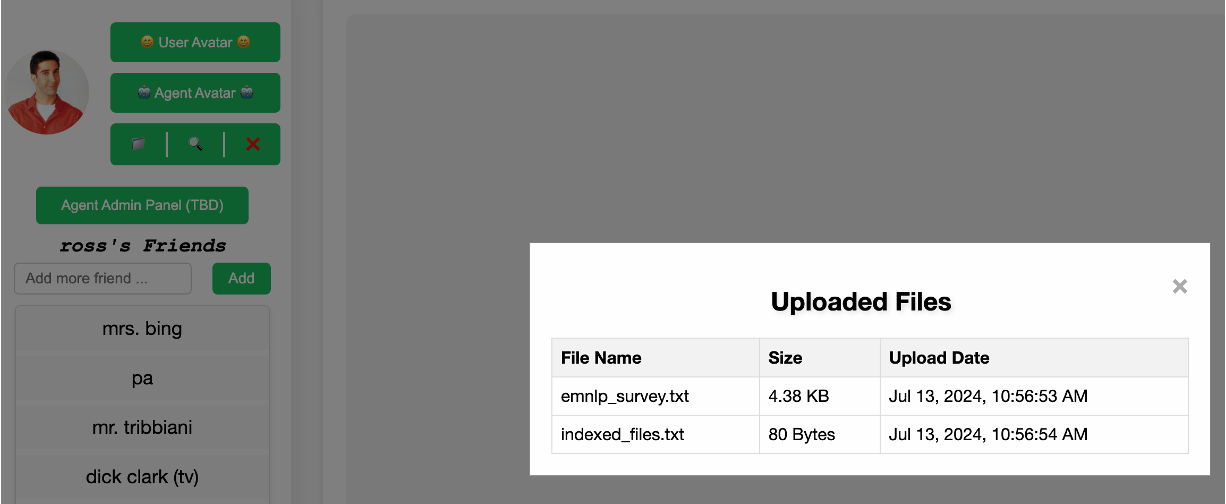 😀 User Avatar 😀
🤖 Agent Avatar 🤖
Agent Admin Panel (TBD)
ross's Friends
Add more friend ...
Add
mrs. bing
pa
mr. tribbiani
dick clark (tv)
×
Uploaded Files
File Name Size Upload Date
emnlp_survey.txt 4.38 KB Jul 13, 2024, 10:56:53 AM
indexed_files.txt 80 Bytes Jul 13, 2024, 10:56:54 AM